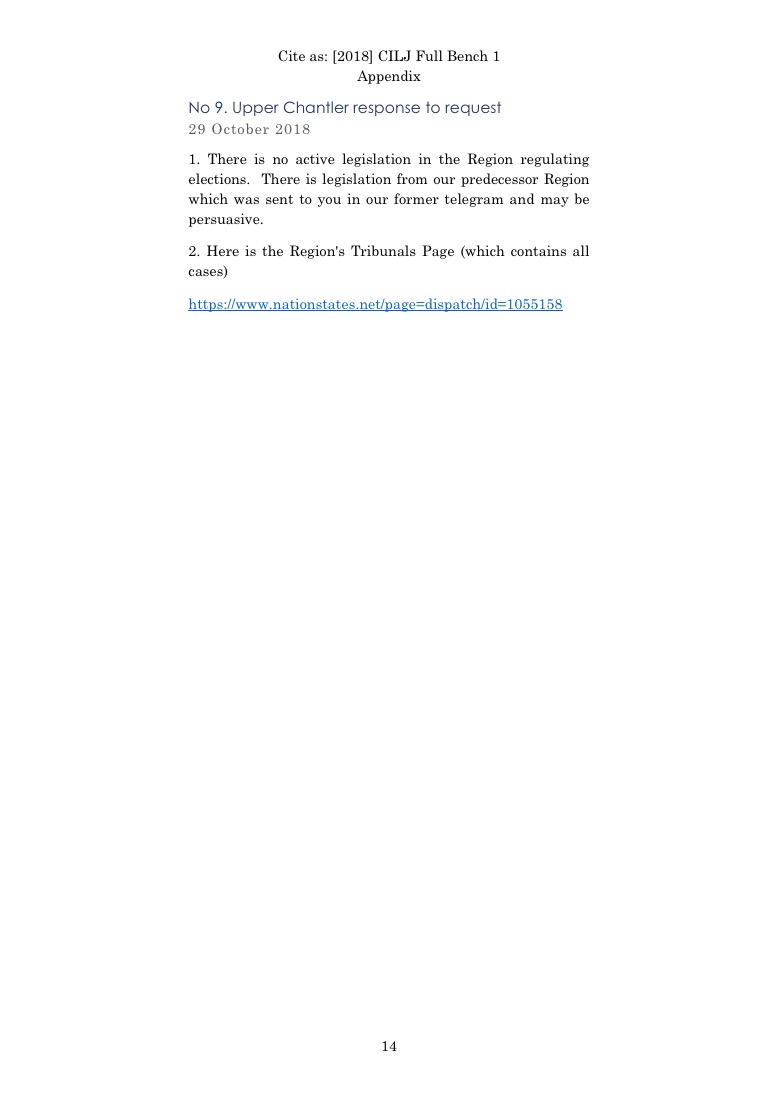 Cite as: [2018] CILJ Full Bench 1
Appendix
No 9. Upper Chantler response to request
29 October 2018
1. There is no active legislation in the Region regulating
elections.  There is legislation from our predecessor Region
which was sent to you in our former telegram and may be
persuasive.
2. Here is the Region's Tribunals Page (which contains all
cases)
https://www.nationstates.net/page=dispatch/id=1055158
14